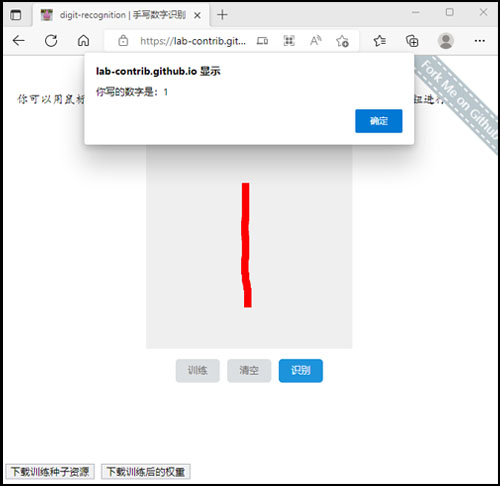 digit-recognition | 手写数字识别
https://lab-contrib.git...
lab-contrib.github.io 显示
你写的数字是：1
确定
你可以用鼠标
钮进行
Fork Me on Github
训练
清空
识别
下载训练种子资源
下载训练后的权重